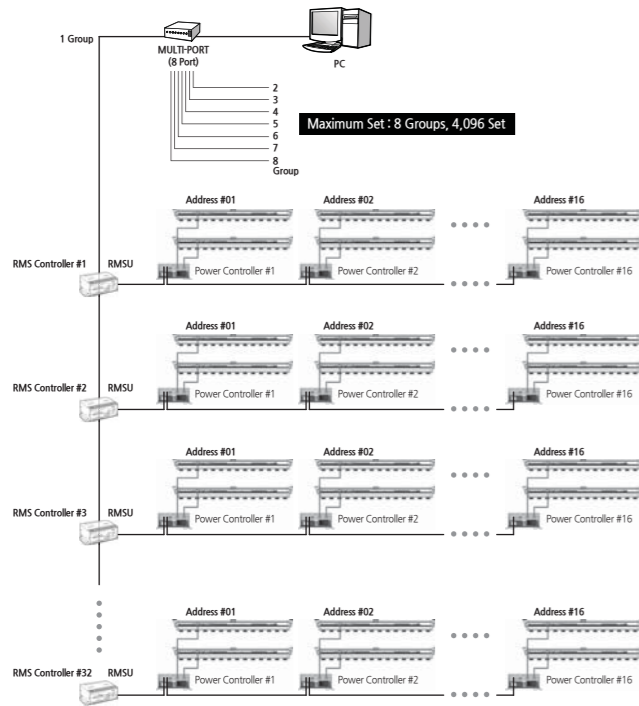 1 Group
MULTI-PORT
(8 Port)
PC
2
3
4
5
6
7
8
Group
Maximum Set : 8 Groups, 4,096 Set
Address #01 Address #02 Address #16
RMS Controller #1 RMSU Power Controller #1 Power Controller #2 Power Controller #16
Address #01 Address #02 Address #16
RMS Controller #2 RMSU Power Controller #1 Power Controller #2 Power Controller #16
Address #01 Address #02 Address #16
RMS Controller #3 RMSU Power Controller #1 Power Controller #2 Power Controller #16
Address #01 Address #02 Address #16
RMS Controller #32 RMSU Power Controller #1 Power Controller #2 Power Controller #16